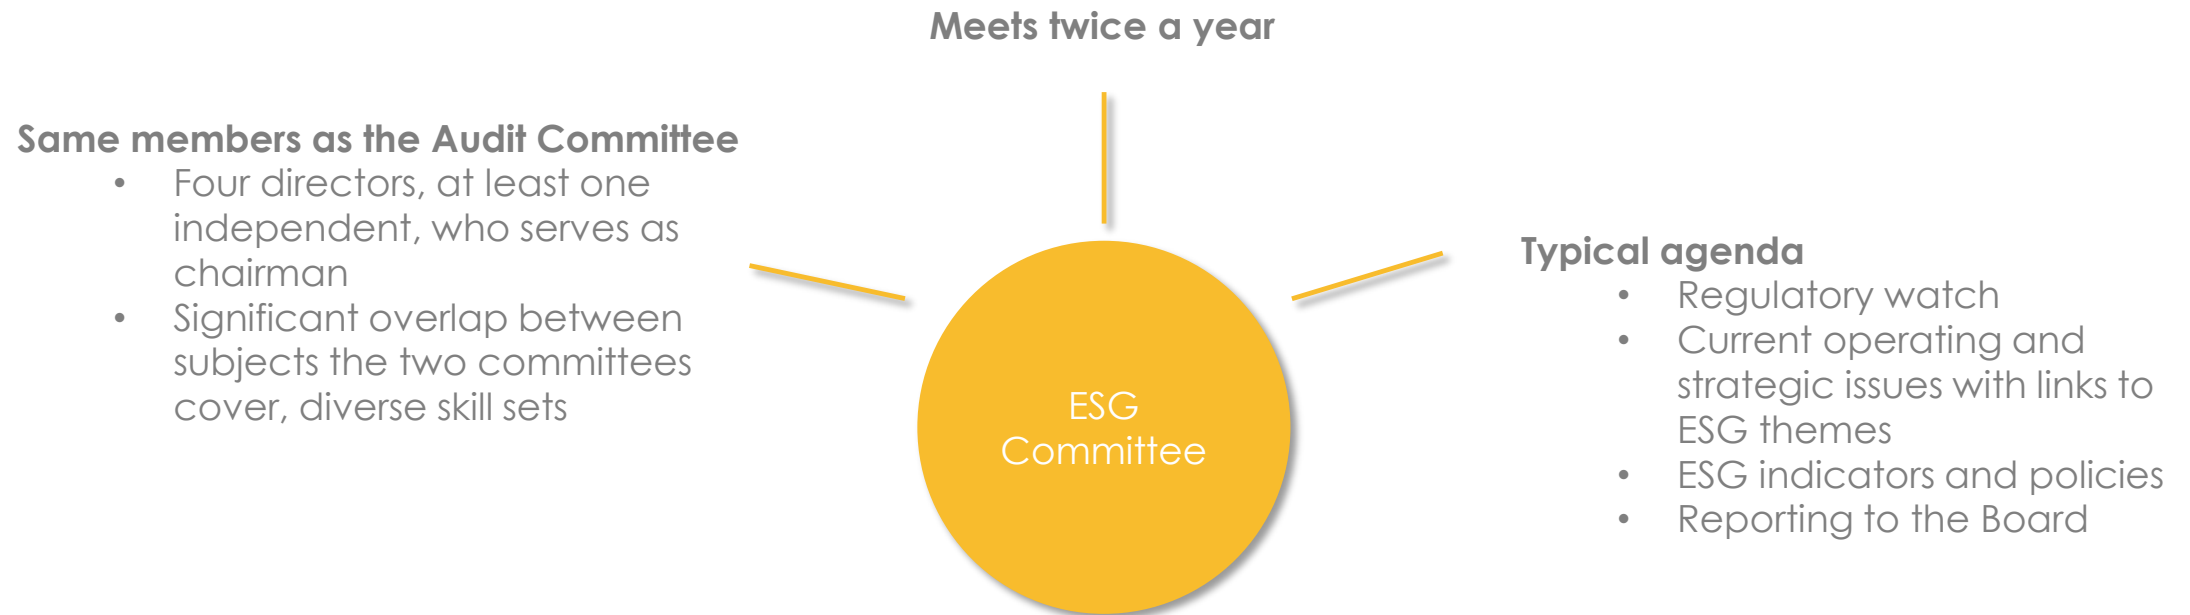 Meets twice a year
Same members as the Audit Committee
• Four directors, at least one
independent, who serves as
chairman
• Significant overlap between
subjects the two committees
cover, diverse skill sets
ESG
Committee
Typical agenda
• Regulatory watch
• Current operating and
strategic issues with links to
ESG themes
• ESG indicators and policies
• Reporting to the Board